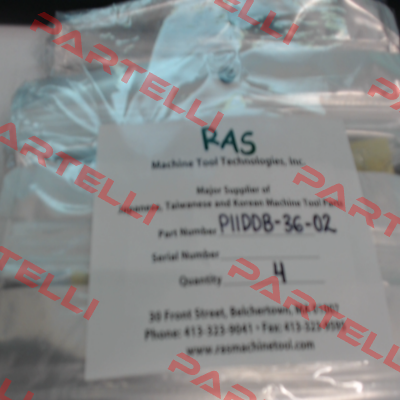 PARTELLI
RAS
Machine Tool Technologies, Inc.
Major Supplier of
Japanese, Taiwanese and Korean Machine Tool Parts
Part Number P11DDB-36-02
Serial Number
Quantity 4
30 Front Street, Belchertown, MA 01007
Phone: 413-323-9041 • Fax: 413-323-9595
www.rasmachinetool.com